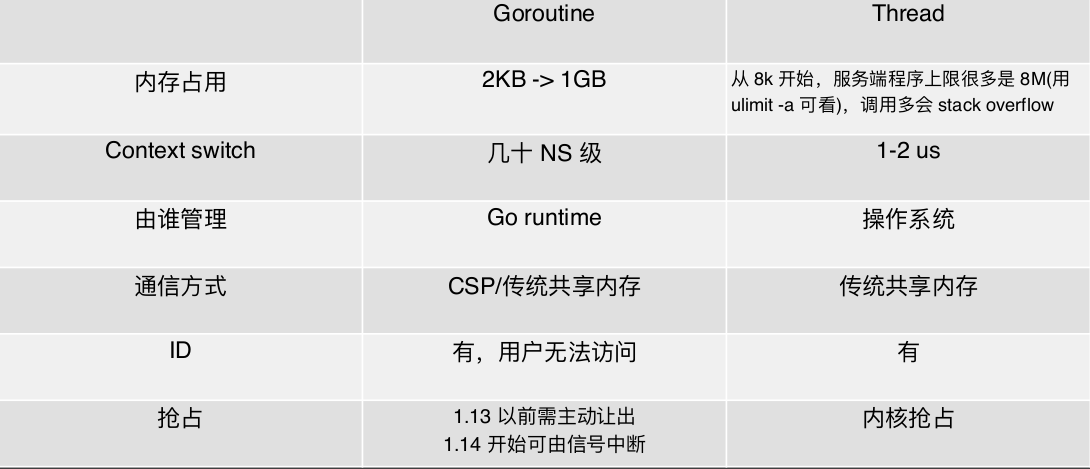 Goroutine Thread
内存占用 2KB -> 1GB 从 8k 开始，服务端程序上限很多是 8M(用
ulimit -a 可看)，调用多会 stack overflow
Context switch 几十 NS 级 1-2 us
由谁管理 Go runtime 操作系统
通信方式 CSP/传统共享内存 传统共享内存
ID 有，用户无法访问 有
抢占 1.13 以前需主动让出 内核抢占
1.14 开始可由信号中断